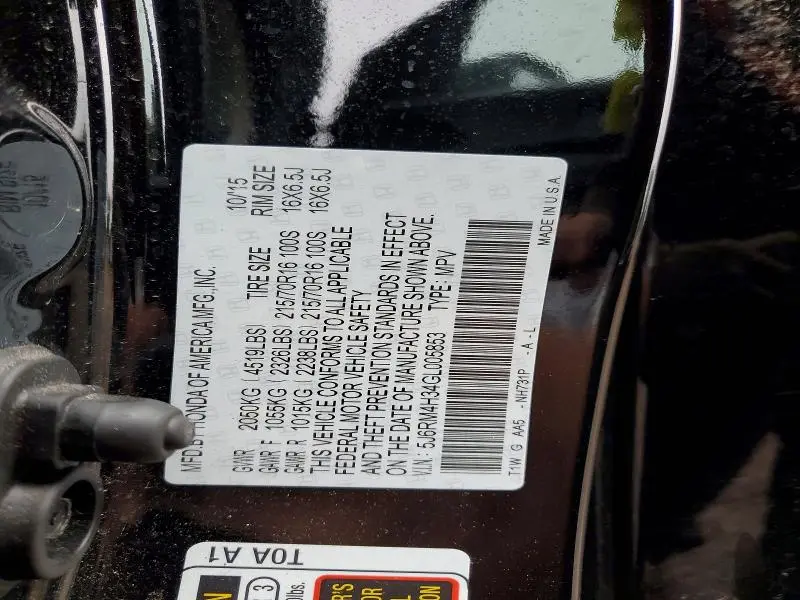 MFD.BY HONDA OF AMERICA MFG.,INC. 10/15
GVWR 2050KG ( 4519LBS) TIRE SIZE RIM SIZE
GAWR F 1055KG ( 2326LBS) 215/70R16 100S 16X6.5J
GAWR R 1015KG ( 2238LBS) 215/70R16 100S 16X6.5J
THIS VEHICLE CONFORMS TO ALL APPLICABLE
FEDERAL MOTOR VEHICLE SAFETY
AND THEFT PREVENTION STANDARDS IN EFFECT
ON THE DATE OF MANUFACTURE SHOWN ABOVE.
V.I.N.: 5J6RM4H34GL005853 TYPE: MPV
T1W G AA5 - NH731P - A - L
MADE IN U.S.A.
T0A A1